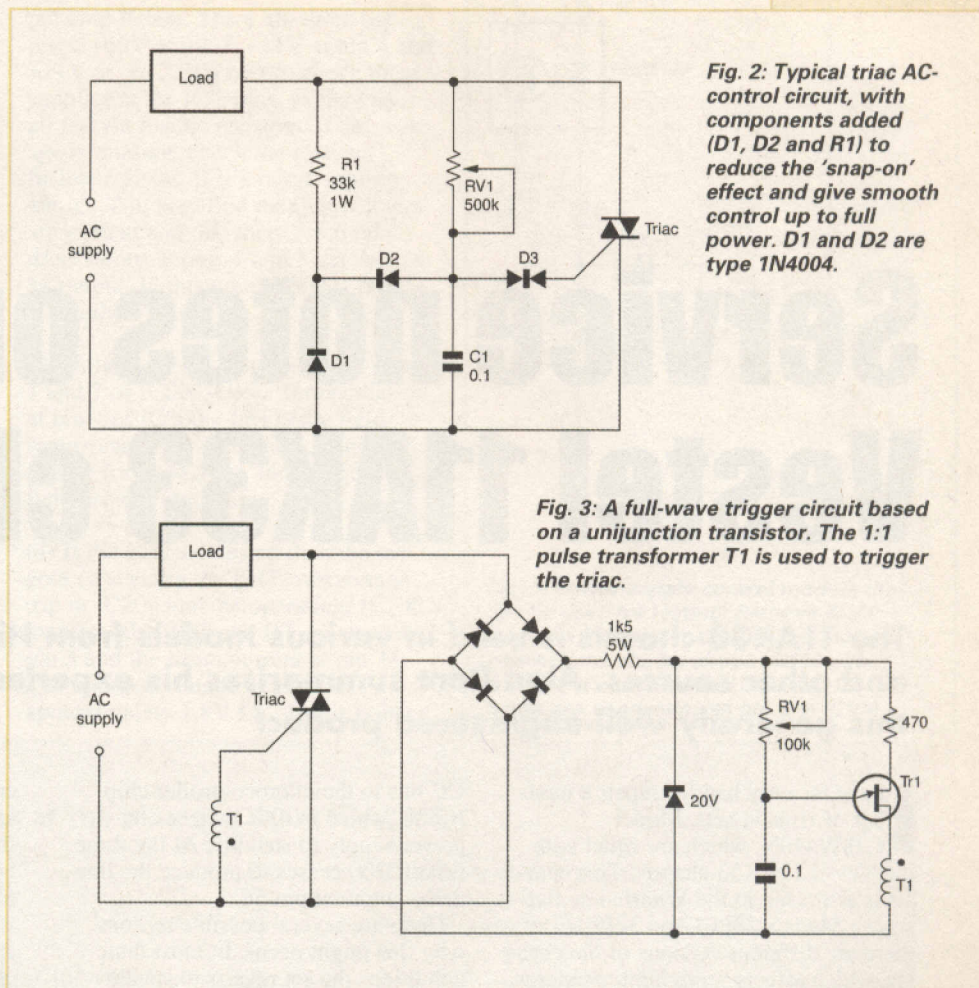 Fig. 2: Typical triac AC-
control circuit, with
components added
(D1, D2 and R1) to
reduce the ‘snap-on’
effect and give smooth
control up to full
power. D1 and D2 are
type 1N4004.
Load
R1
33k
1W
RV1
500k
Triac
AC
supply
D2
D3
D1
C1
0.1
Fig. 3: A full-wave trigger circuit based
on a unijunction transistor. The 1:1
pulse transformer T1 is used to trigger
the triac.
Load
1k5
5W
AC
supply
Triac
RV1
100k
470
20V
Tr1
T1
0.1
T1